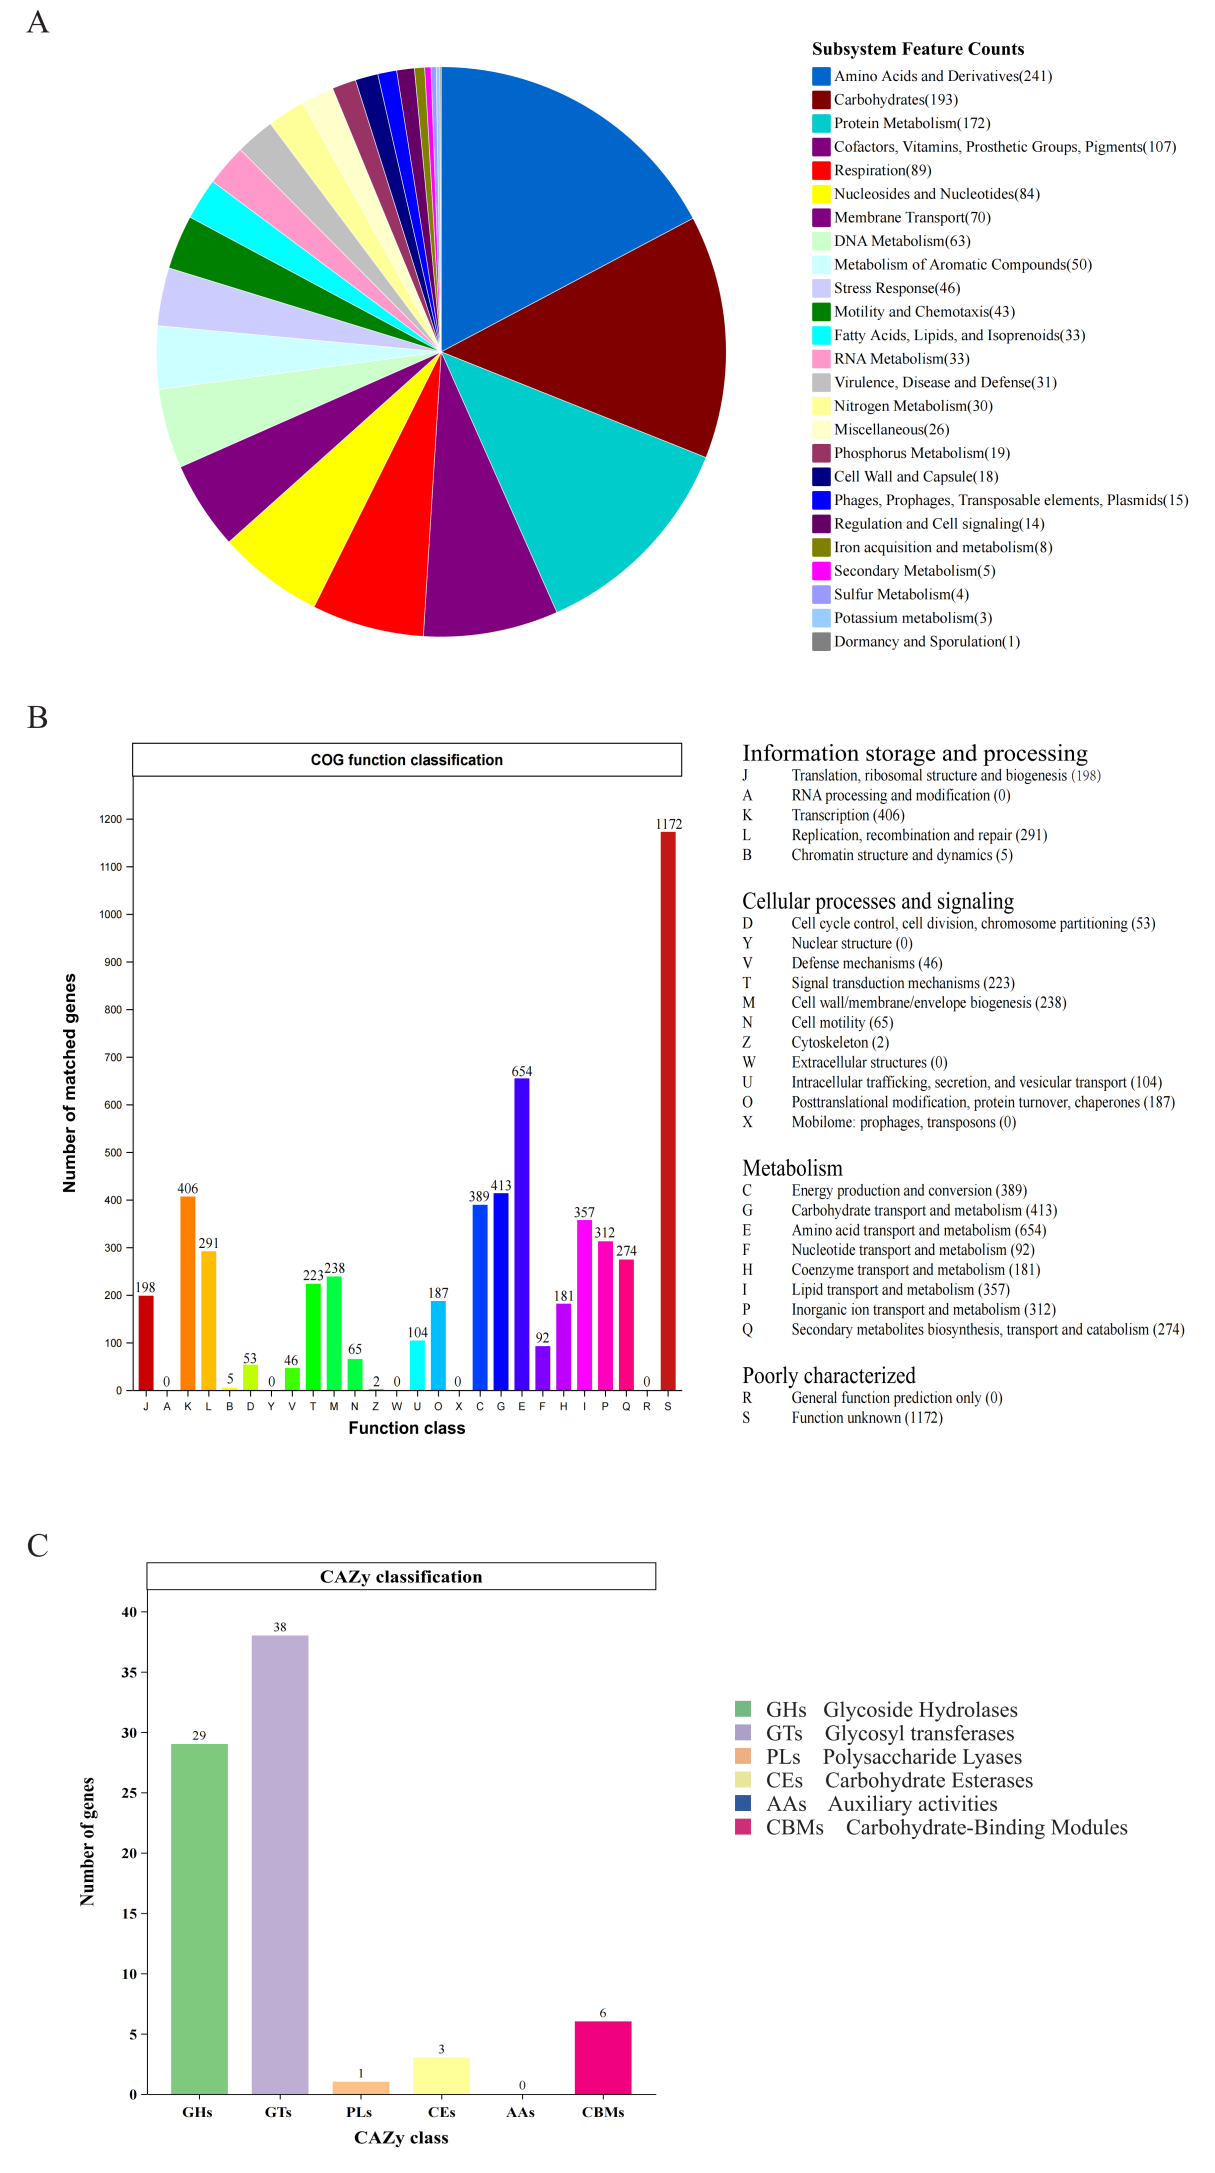 A
Subsystem Feature Counts
Amino Acids and Derivatives(241)
Carbohydrates(193)
Protein Metabolism(172)
Cofactors, Vitamins, Prosthetic Groups, Pigments(107)
Respiration(89)
Nucleosides and Nucleotides(84)
Membrane Transport(70)
DNA Metabolism(63)
Metabolism of Aromatic Compounds(50)
Stress Response(46)
Motility and Chemotaxis(43)
Fatty Acids, Lipids, and Isoprenoids(33)
RNA Metabolism(33)
Virulence, Disease and Defense(31)
Nitrogen Metabolism(30)
Miscellaneous(26)
Phosphorus Metabolism(19)
Cell Wall and Capsule(18)
Phages, Prophages, Transposable elements, Plasmids(15)
Regulation and Cell signaling(14)
Iron acquisition and metabolism(8)
Secondary Metabolism(5)
Sulfur Metabolism(4)
Potassium metabolism(3)
Dormancy and Sporulation(1)
B
COG function classification
Number of matched genes
1200
1100
1000
900
800
700
600
500
400
300
200
100
0
198
0
406
291
5
53
0
46
223
238
65
2
0
104
187
0
389
413
654
92
181
357
312
274
0
1172
J A K L B D Y V T M N Z W U O X C G E F H I P Q R S
Function class
Information storage and processing
J Translation, ribosomal structure and biogenesis (198)
A RNA processing and modification (0)
K Transcription (406)
L Replication, recombination and repair (291)
B Chromatin structure and dynamics (5)
Cellular processes and signaling
D Cell cycle control, cell division, chromosome partitioning (53)
Y Nuclear structure (0)
V Defense mechanisms (46)
T Signal transduction mechanisms (223)
M Cell wall/membrane/envelope biogenesis (238)
N Cell motility (65)
Z Cytoskeleton (2)
W Extracellular structures (0)
U Intracellular trafficking, secretion, and vesicular transport (104)
O Posttranslational modification, protein turnover, chaperones (187)
X Mobilome: prophages, transposons (0)
Metabolism
C Energy production and conversion (389)
G Carbohydrate transport and metabolism (413)
E Amino acid transport and metabolism (654)
F Nucleotide transport and metabolism (92)
H Coenzyme transport and metabolism (181)
I Lipid transport and metabolism (357)
P Inorganic ion transport and metabolism (312)
Q Secondary metabolites biosynthesis, transport and catabolism (274)
Poorly characterized
R General function prediction only (0)
S Function unknown (1172)
C
CAZy classification
Number of genes
40
35
30
25
20
15
10
5
0
29
38
1
3
0
6
GHs GTs PLs CEs AAs CBMs
CAZy class
GHs Glycoside Hydrolases
GTs Glycosyl transferases
PLs Polysaccharide Lyases
CEs Carbohydrate Esterases
AAs Auxiliary activities
CBMs Carbohydrate-Binding Modules